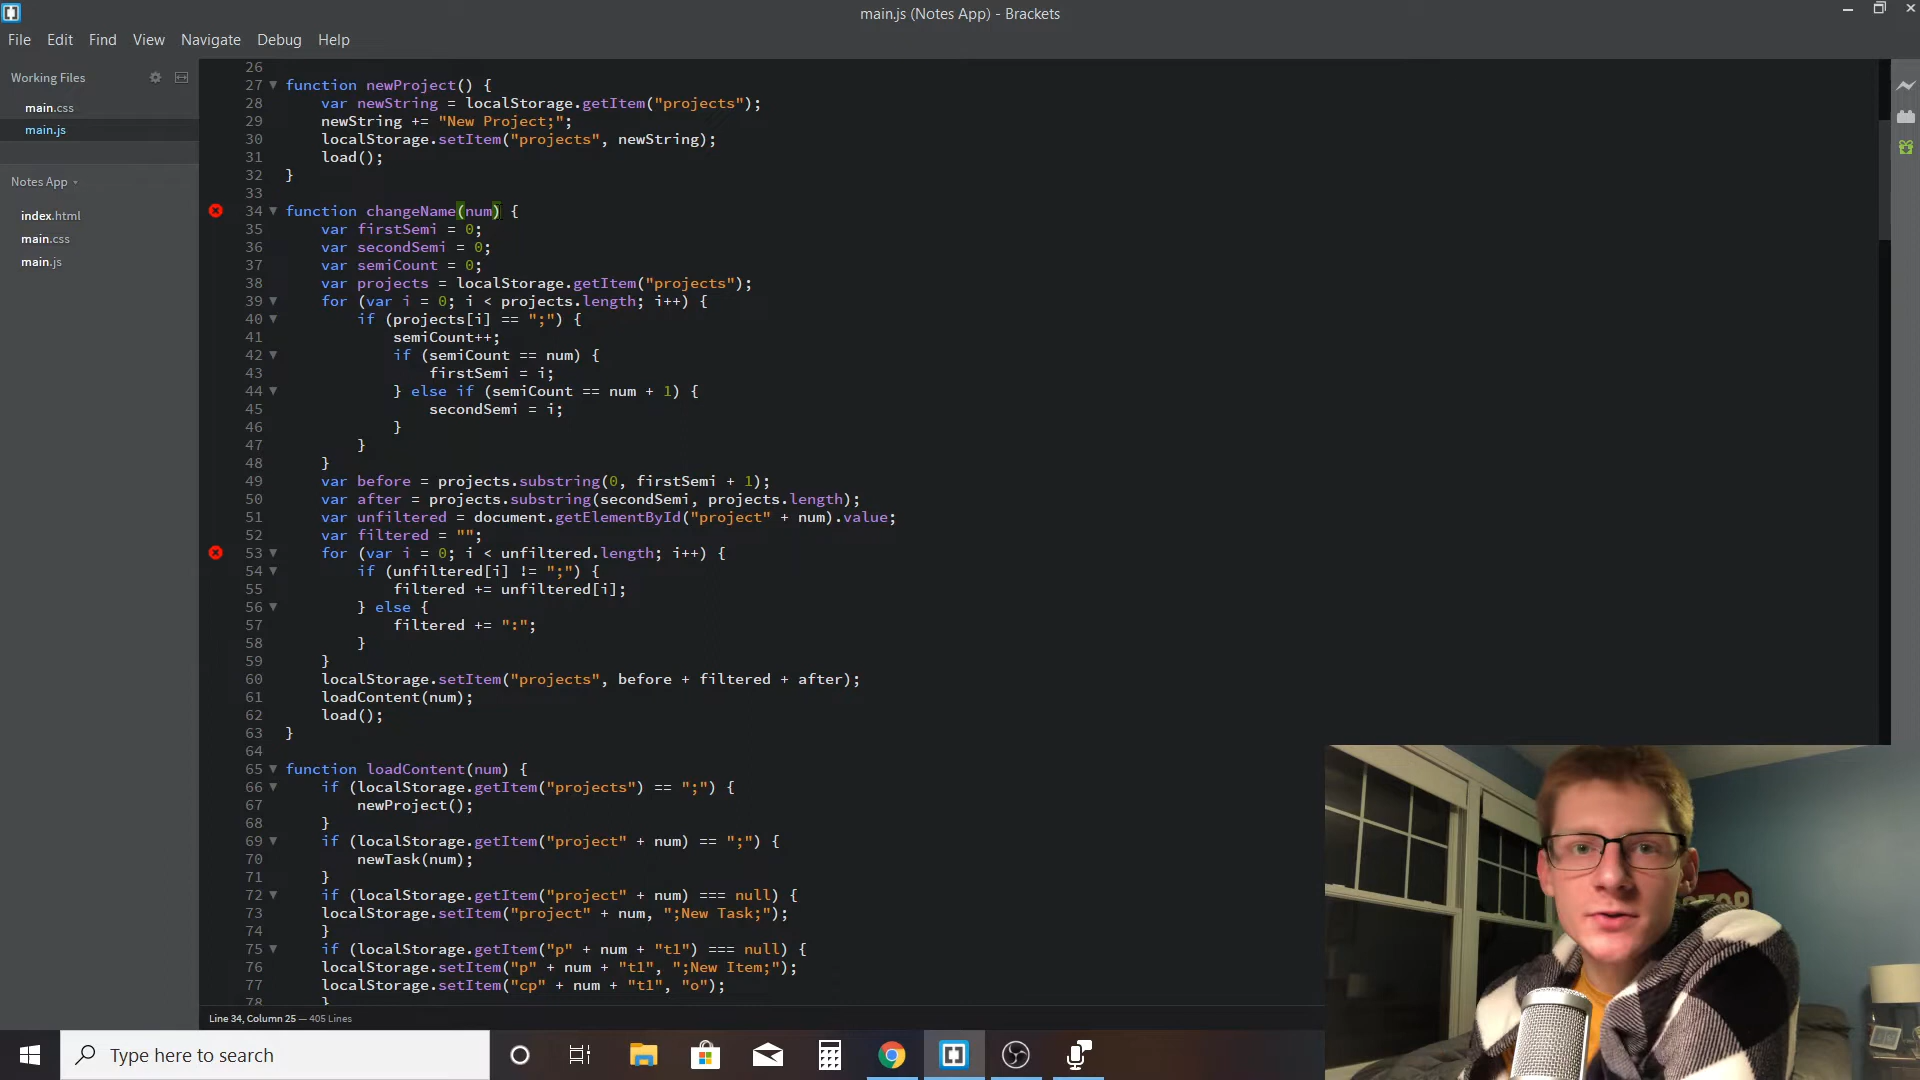 main.js (Notes App) - Brackets
File Edit Find View Navigate Debug Help
Working Files
main.css
main.js
Notes App
index.html
main.css
main.js
26
27 function newProject() {
28 var newString = localStorage.getItem("projects");
29 newString += "New Project;";
30 localStorage.setItem("projects", newString);
31 load();
32 }
33
34 function changeName(num) {
35 var firstSemi = 0;
36 var secondSemi = 0;
37 var semiCount = 0;
38 var projects = localStorage.getItem("projects");
39 for (var i = 0; i < projects.length; i++) {
40 if (projects[i] == ";") {
41 semiCount++;
42 if (semiCount == num) {
43 firstSemi = i;
44 } else if (semiCount == num + 1) {
45 secondSemi = i;
46 }
47 }
48 }
49 var before = projects.substring(0, firstSemi + 1);
50 var after = projects.substring(secondSemi, projects.length);
51 var unfiltered = document.getElementById("project" + num).value;
52 var filtered = "";
53 for (var i = 0; i < unfiltered.length; i++) {
54 if (unfiltered[i] != ";") {
55 filtered += unfiltered[i];
56 } else {
57 filtered += ":";
58 }
59 }
60 localStorage.setItem("projects", before + filtered + after);
61 loadContent(num);
62 load();
63 }
64
65 function loadContent(num) {
66 if (localStorage.getItem("projects") == ";") {
67 newProject();
68 }
69 if (localStorage.getItem("project" + num) == ";") {
70 newTask(num);
71 }
72 if (localStorage.getItem("project" + num) === null) {
73 localStorage.setItem("project" + num, ";New Task;");
74 }
75 if (localStorage.getItem("p" + num + "t1") === null) {
76 localStorage.setItem("p" + num + "t1", ";New Item;");
77 localStorage.setItem("cp" + num + "t1", "o");
78 }
STOP
Line 34, Column 25 — 405 Lines
Type here to search